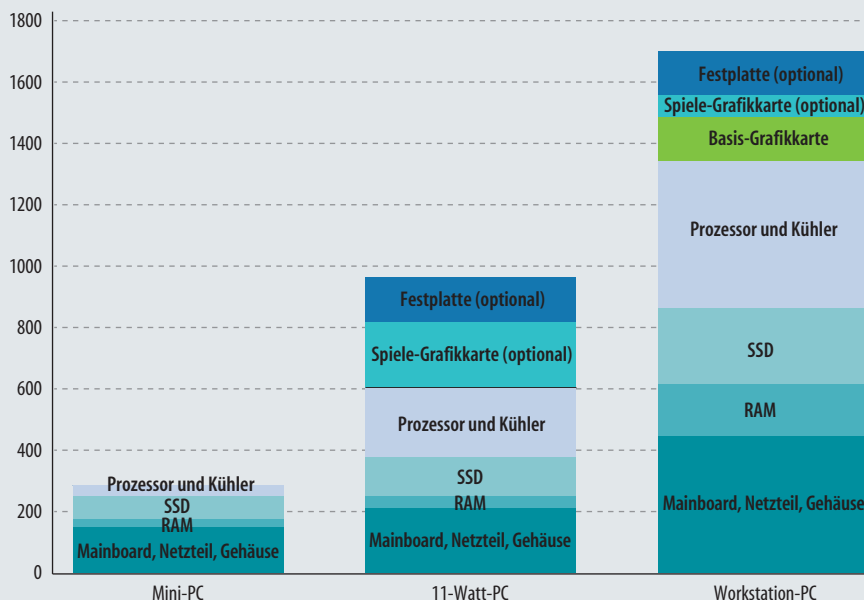 1800
1600
1400
1200
1000
800
600
400
200
0
Prozessor und Kühler
SSD
RAM
Mainboard, Netzteil, Gehäuse
Mini-PC
Festplatte (optional)
Spiele-Grafikkarte (optional)
Prozessor und Kühler
SSD
RAM
Mainboard, Netzteil, Gehäuse
11-Watt-PC
Festplatte (optional)
Spiele-Grafikkarte (optional)
Basis-Grafikkarte
Prozessor und Kühler
SSD
RAM
Mainboard, Netzteil, Gehäuse
Workstation-PC